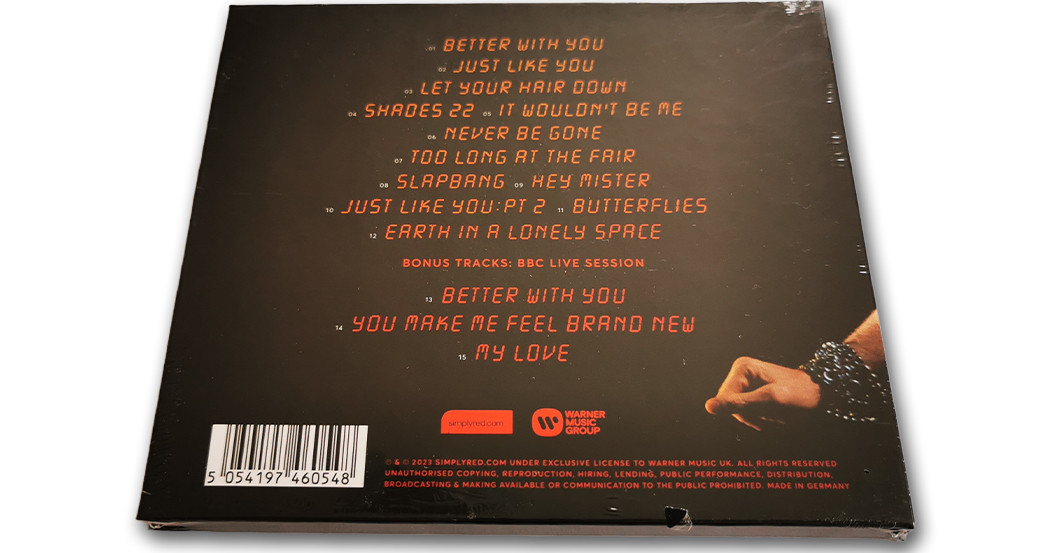 01 BETTER WITH YOU
02 JUST LIKE YOU
03 LET YOUR HAIR DOWN
04 SHADES 22 05 IT WOULDN'T BE ME
06 NEVER BE GONE
07 TOO LONG AT THE FAIR
08 SLAPBANG 09 HEY MISTER
10 JUST LIKE YOU:PT 2 11 BUTTERFLIES
12 EARTH IN A LONELY SPACE
BONUS TRACKS: BBC LIVE SESSION
13 BETTER WITH YOU
14 YOU MAKE ME FEEL BRAND NEW
15 MY LOVE
simplyred.com
WARNER
MUSIC
GROUP
5 054197 460548
℗ & © 2023 SIMPLYRED.COM UNDER EXCLUSIVE LICENSE TO WARNER MUSIC UK. ALL RIGHTS RESERVED
UNAUTHORISED COPYING, REPRODUCTION, HIRING, LENDING, PUBLIC PERFORMANCE, DISTRIBUTION.
BROADCASTING & MAKING AVAILABLE OR COMMUNICATION TO THE PUBLIC PROHIBITED. MADE IN GERMANY